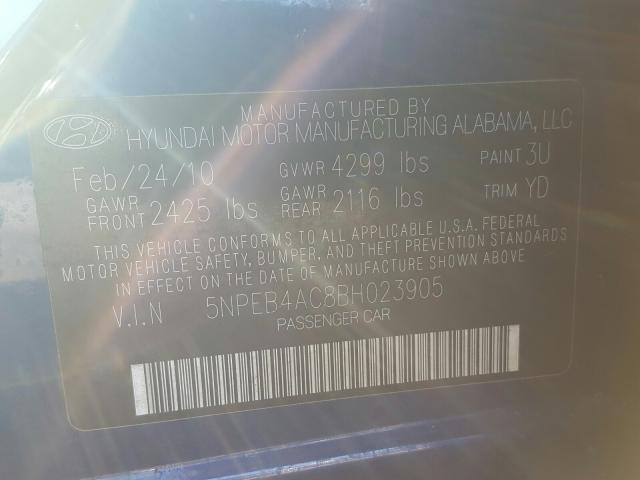 MANUFACTURED BY
HYUNDAI MOTOR MANUFACTURING ALABAMA, LLC
Feb/24/10 GVWR 4299 lbs PAINT 3U
GAWR FRONT 2425 lbs GAWR REAR 2116 lbs TRIM YD
THIS VEHICLE CONFORMS TO ALL APPLICABLE U.S.A. FEDERAL
MOTOR VEHICLE SAFETY, BUMPER, AND THEFT PREVENTION STANDARDS
IN EFFECT ON THE DATE OF MANUFACTURE SHOWN ABOVE.
V.I.N 5NPEB4AC8BH023905
PASSENGER CAR